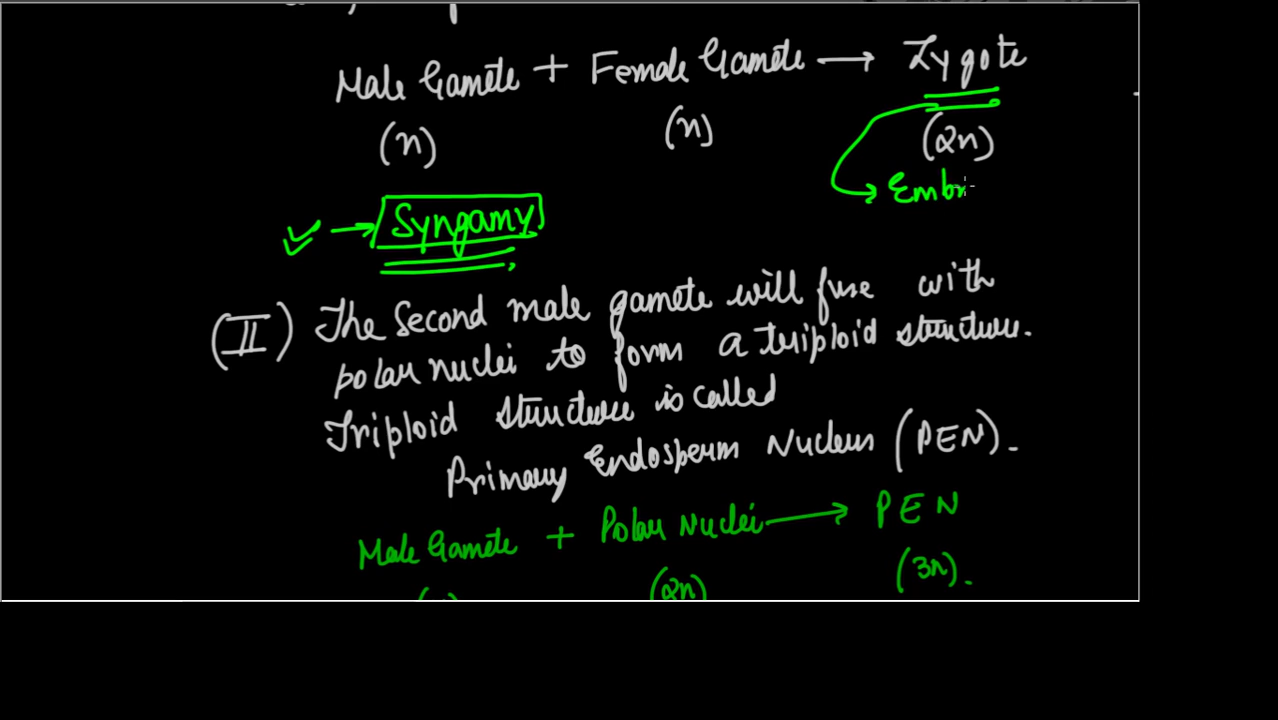 Male Gamete + Female Gamete → Zygote
(n) (n) (2n)
→ Emb
→ Syngamy
(II) The Second male gamete will fuse with
polar nuclei to form a triploid structure.
Triploid structure is called
Primary Endosperm Nucleus (PEN).
Male Gamete + Polar Nuclei → PEN
(2n) (3n).